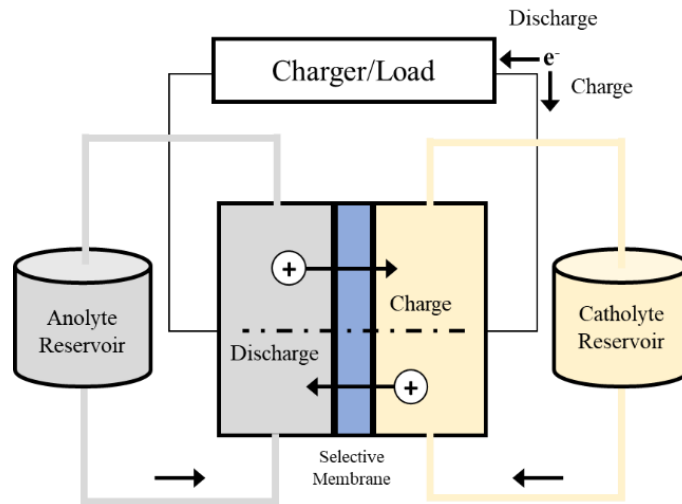 Discharge
Charger/Load
e-
Charge
+
Charge
Anolyte
Reservoir
Catholyte
Reservoir
Discharge
+
Selective
Membrane